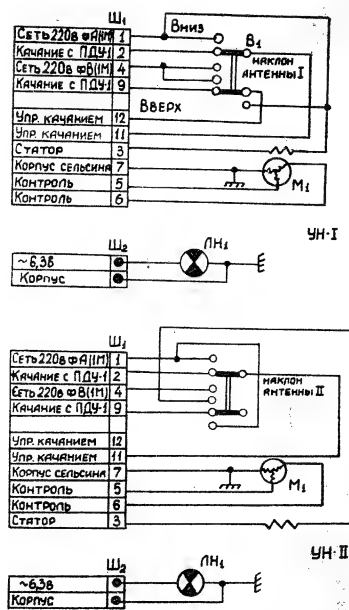 Ш1
Сеть 220в фА(1М) 1
Качание с ПДУ-1 2
Сеть 220в фВ(1М) 4
Качание с ПДУ-1 9
Упр. качанием 12
Упр. качанием 11
Статор 3
Корпус сельсина 7
Контроль 5
Контроль 6
Вниз
В1
наклон
антенны I
Вверх
М1
УН-I
Ш2
~6,3в
Корпус
ЛН1
Ш1
Сеть 220в фА(1М) 1
Качание с ПДУ-1 2
Сеть 220в фВ(1М) 4
Качание с ПДУ-1 9
Упр. качанием 12
Упр. качанием 11
Корпус сельсина 7
Контроль 5
Контроль 6
Статор 3
наклон
антенны II
М1
УН-II
Ш2
~6,3в
Корпус
ЛН1